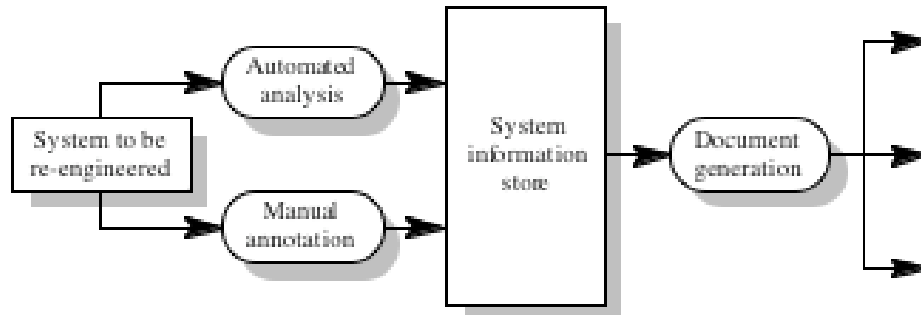 System to be
re-engineered
Automated
analysis
Manual
annotation
System
information
store
Document
generation